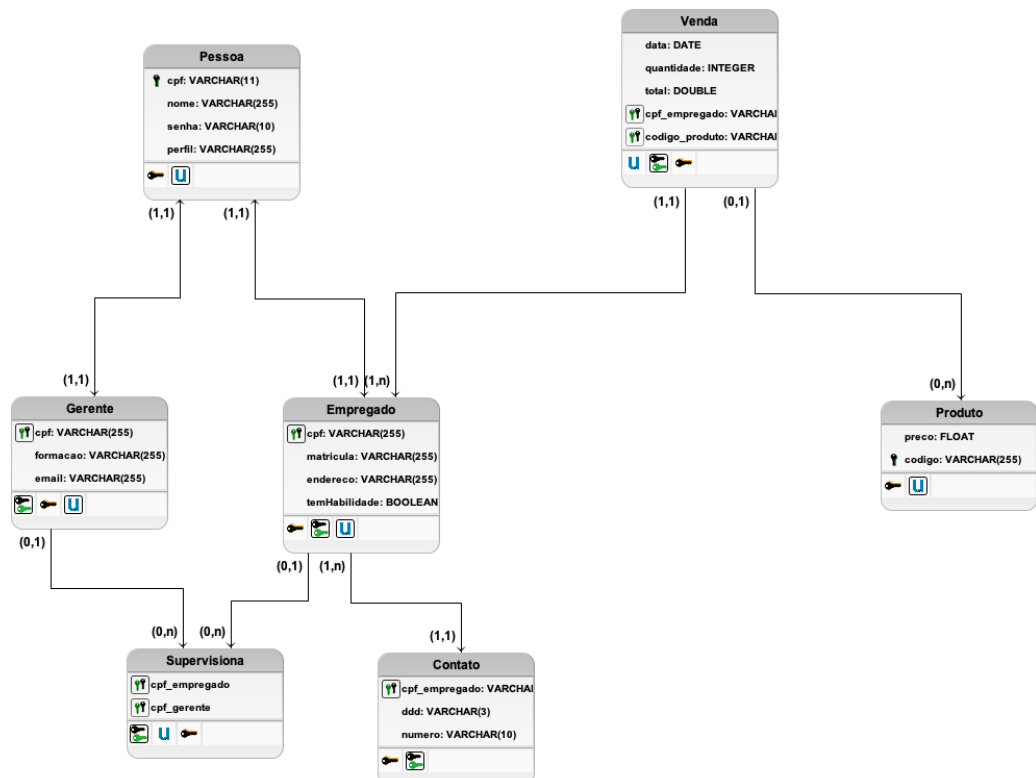 Venda
data: DATE
quantidade: INTEGER
total: DOUBLE
cpf_empregado: VARCHA
codigo_produto: VARCHA
u
(1,1)
(0,1)
Pessoa
cpf: VARCHAR(11)
nome: VARCHAR(255)
senha: VARCHAR(10)
perfil: VARCHAR(255)
u
(1,1)
(1,1)
(1,1)
(1,1)
(1,n)
(0,n)
Gerente
cpf: VARCHAR(255)
formacao: VARCHAR(255)
email: VARCHAR(255)
u
(0,1)
Empregado
cpf: VARCHAR(255)
matricula: VARCHAR(255)
endereco: VARCHAR(255)
temHabilidade: BOOLEAN
u
(0,1)
(1,n)
Produto
preco: FLOAT
codigo: VARCHAR(255)
u
(0,n)
(0,n)
(1,1)
Supervisiona
cpf_empregado
cpf_gerente
u
Contato
cpf_empregado: VARCHA
ddd: VARCHAR(3)
numero: VARCHAR(10)